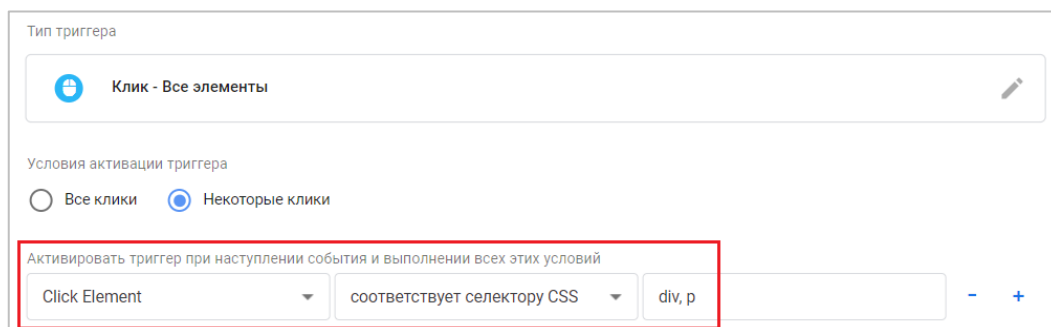 Тип триггера
Клик - Все элементы
Условия активации триггера
Все клики Некоторые клики
Активировать триггер при наступлении события и выполнении всех этих условий
Click Element соответствует селектору CSS div, p - +